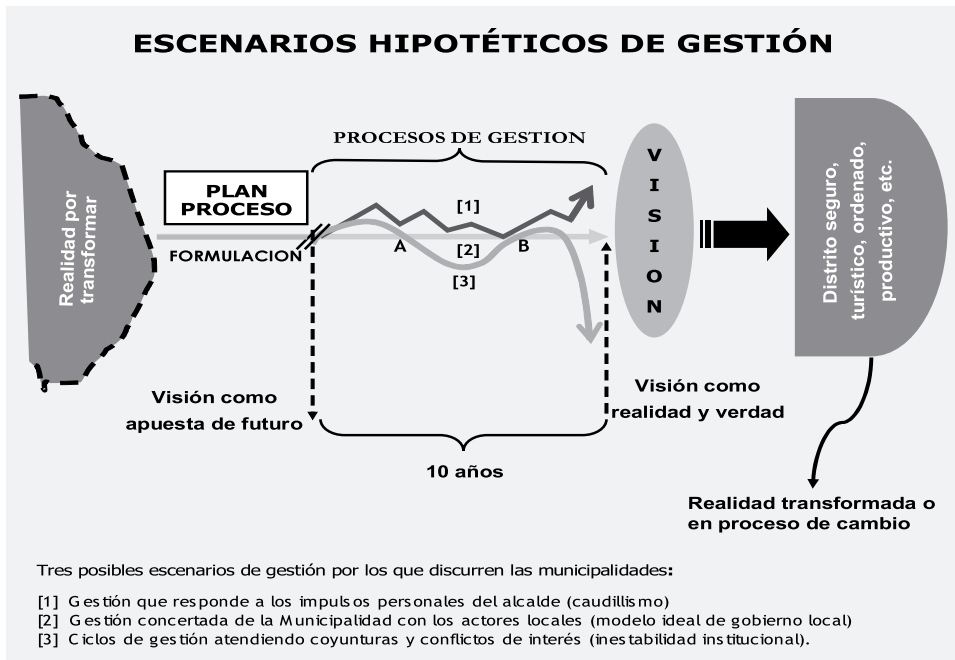 ESCENARIOS HIPOTÉTICOS DE GESTIÓN
Realidad por
transformar
PLAN
PROCESO
FORMULACION
PROCESOS DE GESTION
[1]
A
[2]
B
[3]
V
I
S
I
O
N
Distrito seguro,
turístico, ordenado,
productivo, etc.
Visión como
apuesta de futuro
Visión como
realidad y verdad
10 años
Realidad transformada o
en proceso de cambio
Tres posibles escenarios de gestión por los que discurren las municipalidades:
[1] Gestión que responde a los impulsos personales del alcalde (caudillismo)
[2] Gestión concertada de la Municipalidad con los actores locales (modelo ideal de gobierno local)
[3] Ciclos de gestión atendiendo coyunturas y conflictos de interés (inestabilidad institucional).